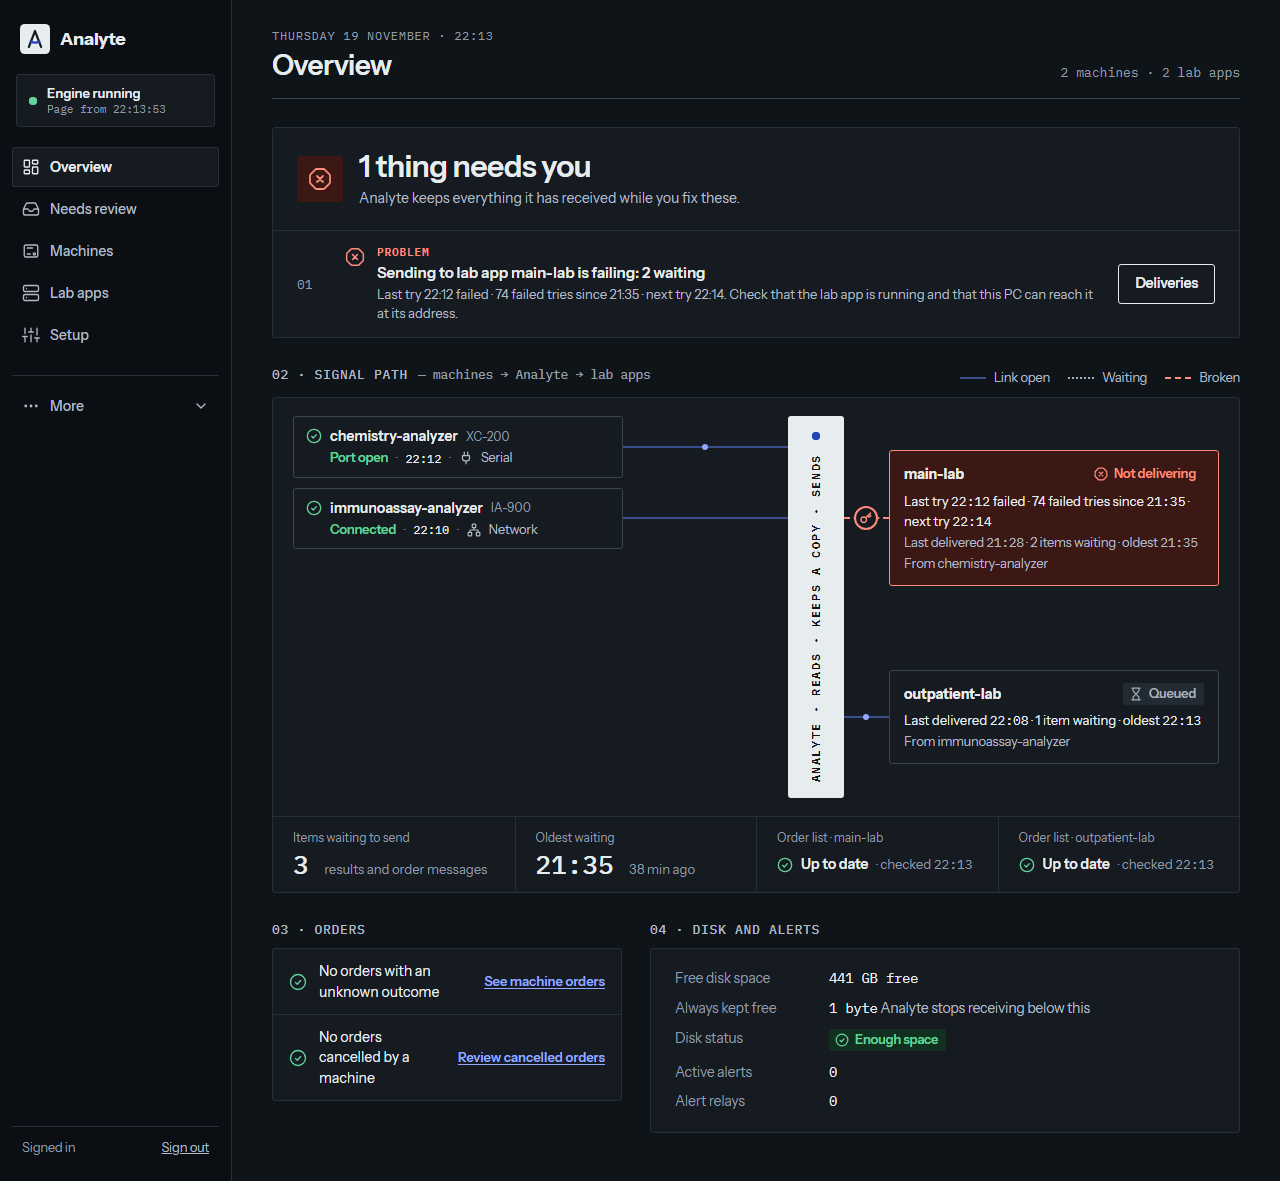 Analyte
Engine running
Page from 22:13:53
Overview
Needs review
Machines
Lab apps
Setup
More
Signed in
Sign out
THURSDAY 19 NOVEMBER · 22:13
Overview
2 machines · 2 lab apps
1 thing needs you
Analyte keeps everything it has received while you fix these.
01
PROBLEM
Sending to lab app main-lab is failing: 2 waiting
Last try 22:12 failed · 74 failed tries since 21:35 · next try 22:14. Check that the lab app is running and that this PC can reach it
at its address.
Deliveries
02 · SIGNAL PATH — machines → Analyte → lab apps
Link open
Waiting
Broken
chemistry-analyzer XC-200
Port open · 22:12 · Serial
immunoassay-analyzer IA-900
Connected · 22:10 · Network
ANALYTE · READS · KEEPS A COPY · SENDS
main-lab
Not delivering
Last try 22:12 failed · 74 failed tries since 21:35 ·
next try 22:14
Last delivered 21:28 · 2 items waiting · oldest 21:35
From chemistry-analyzer
outpatient-lab
Queued
Last delivered 22:08 · 1 item waiting · oldest 22:13
From immunoassay-analyzer
Items waiting to send
3 results and order messages
Oldest waiting
21:35 38 min ago
Order list · main-lab
Up to date · checked 22:13
Order list · outpatient-lab
Up to date · checked 22:13
03 · ORDERS
No orders with an
unknown outcome
See machine orders
No orders
cancelled by a
machine
Review cancelled orders
04 · DISK AND ALERTS
Free disk space 441 GB free
Always kept free 1 byte Analyte stops receiving below this
Disk status Enough space
Active alerts 0
Alert relays 0